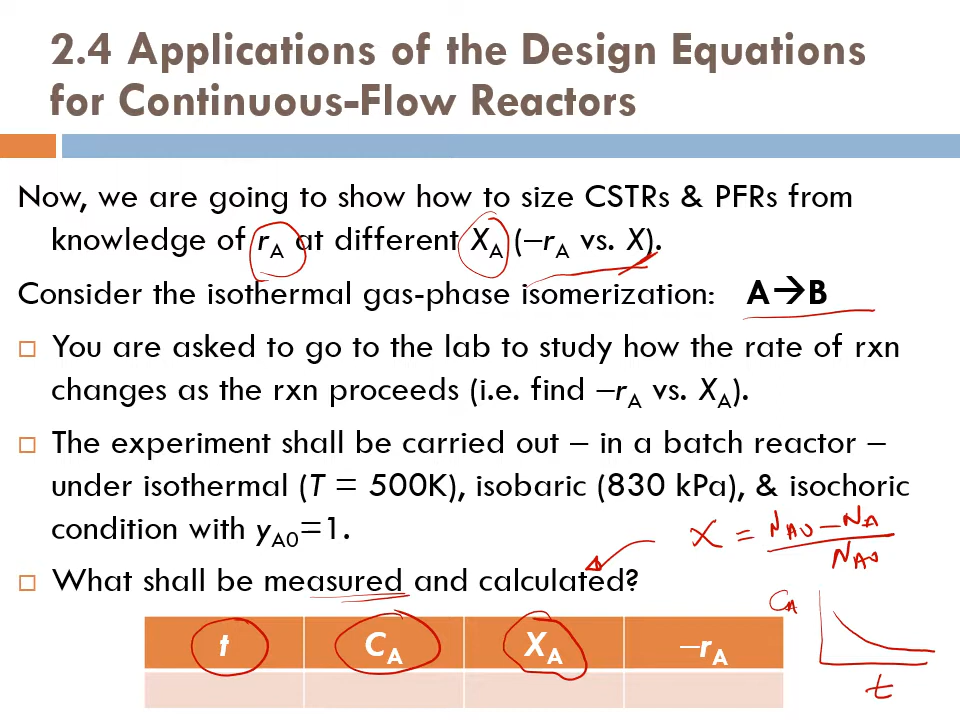 2.4 Applications of the Design Equations
for Continuous-Flow Reactors
Now, we are going to show how to size CSTRs & PFRs from
knowledge of rA at different XA (–rA vs. X).
Consider the isothermal gas-phase isomerization: A→B
□ You are asked to go to the lab to study how the rate of rxn
changes as the rxn proceeds (i.e. find –rA vs. XA).
□ The experiment shall be carried out – in a batch reactor –
under isothermal (T = 500K), isobaric (830 kPa), & isochoric
condition with yA0=1.
X = NA0 – NA
NA0
□ What shall be measured and calculated?
CA
t CA XA –rA
t